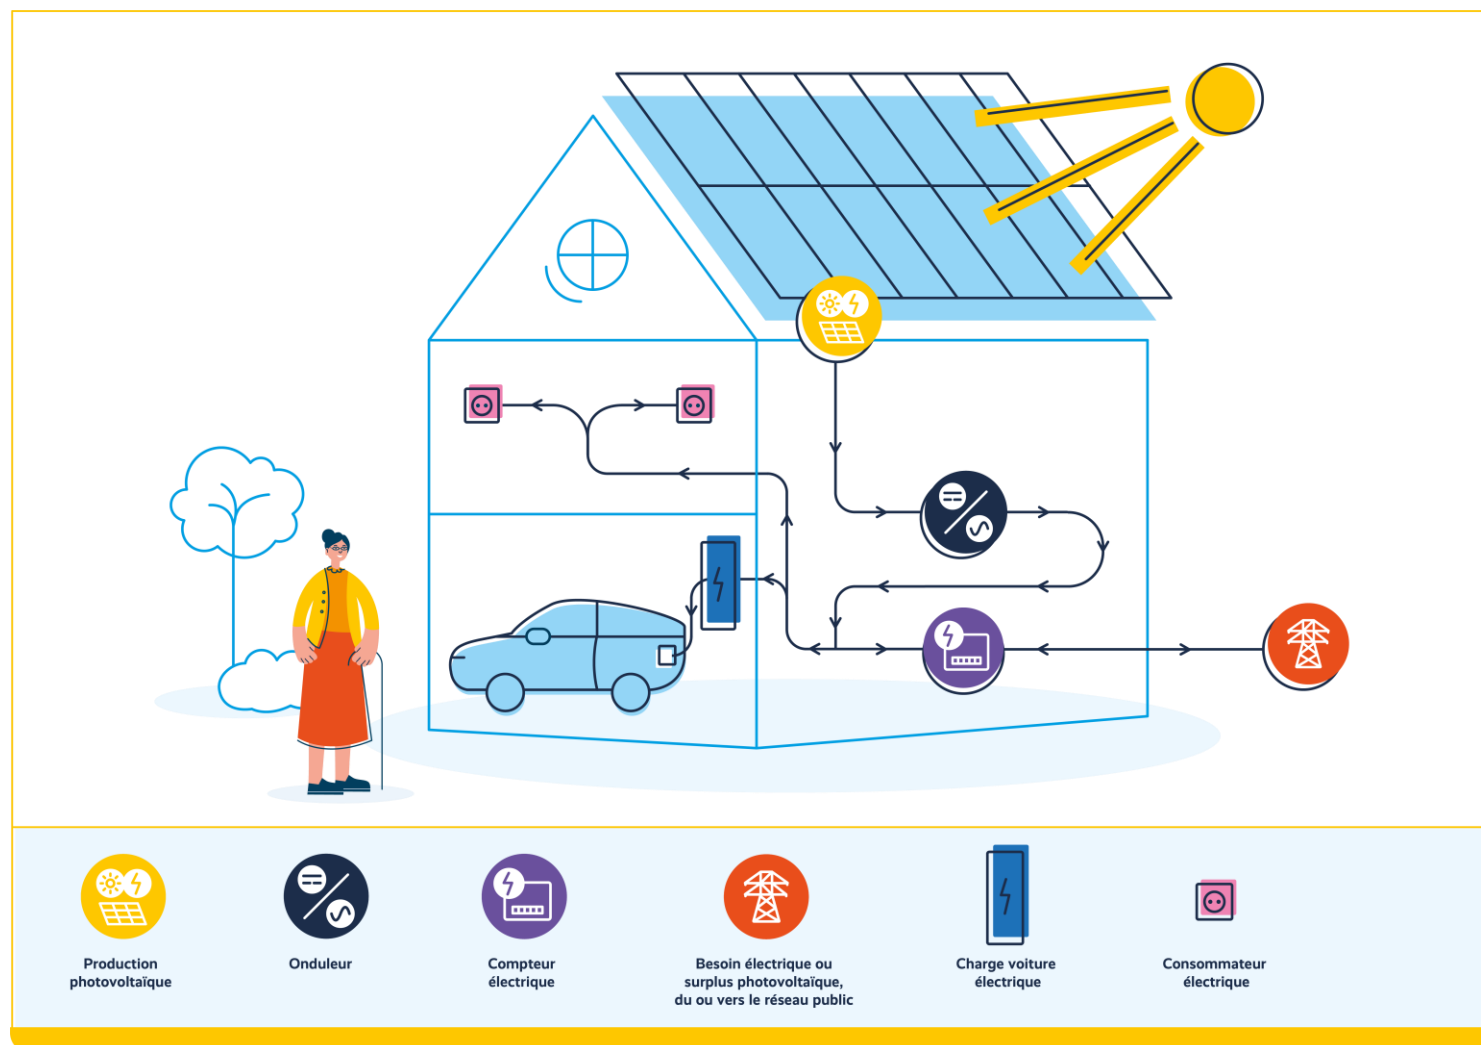 Production
photovoltaïque
Onduleur
Compteur
électrique
Besoin électrique ou
surplus photovoltaïque,
du ou vers le réseau public
Charge voiture
électrique
Consommateur
électrique